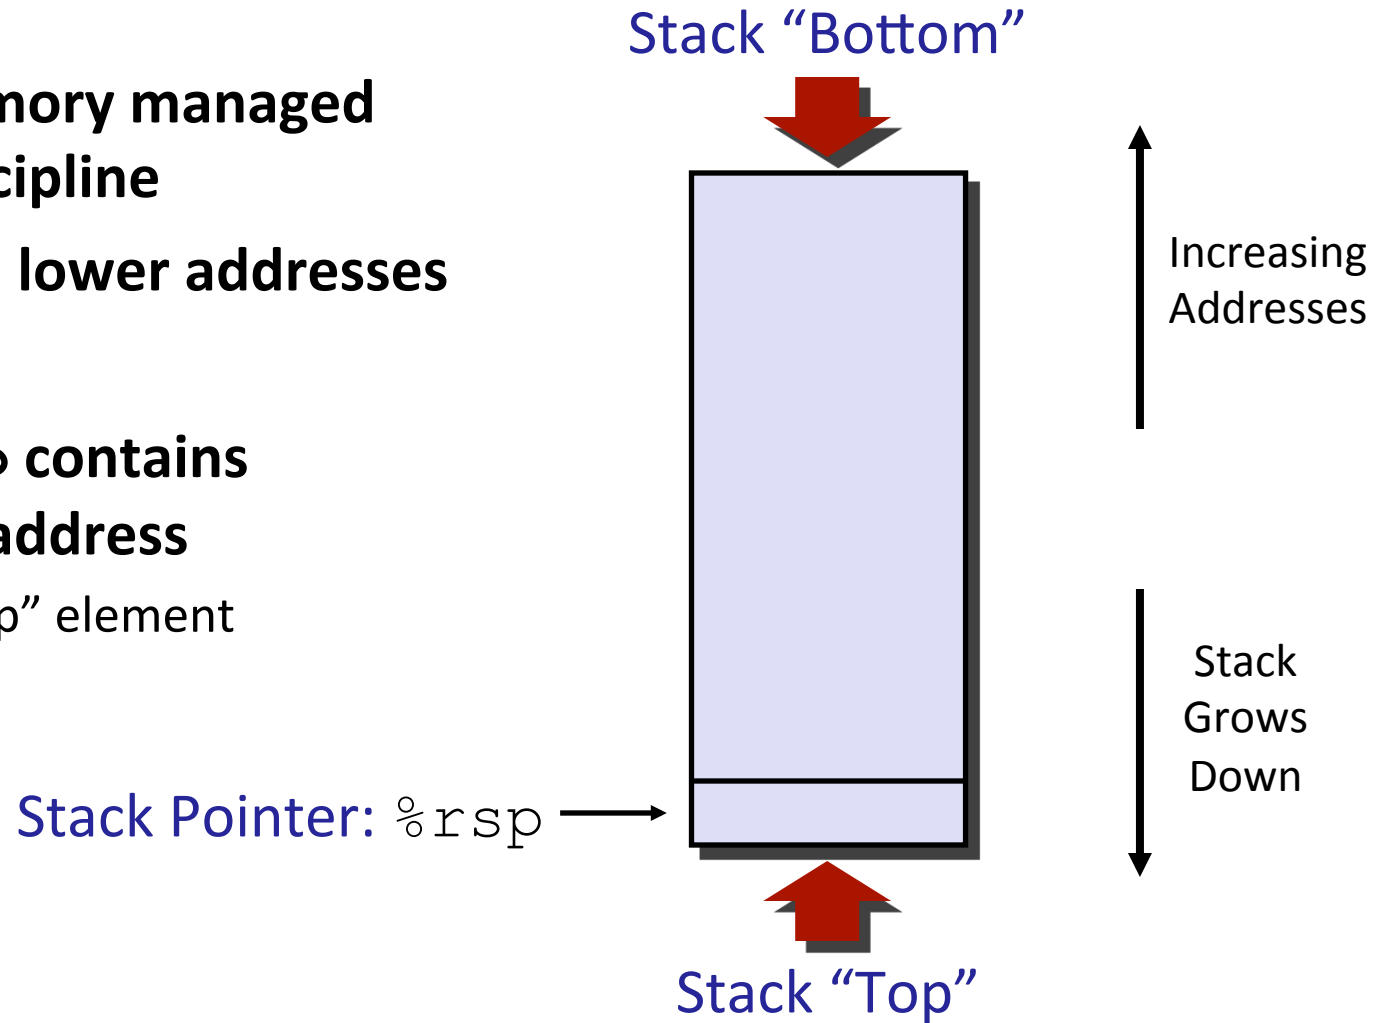 Stack “Bottom”
mory managed
cipline
lower addresses
Increasing
Addresses
contains
address
p” element
Stack
Grows
Down
Stack Pointer: %rsp
Stack “Top”